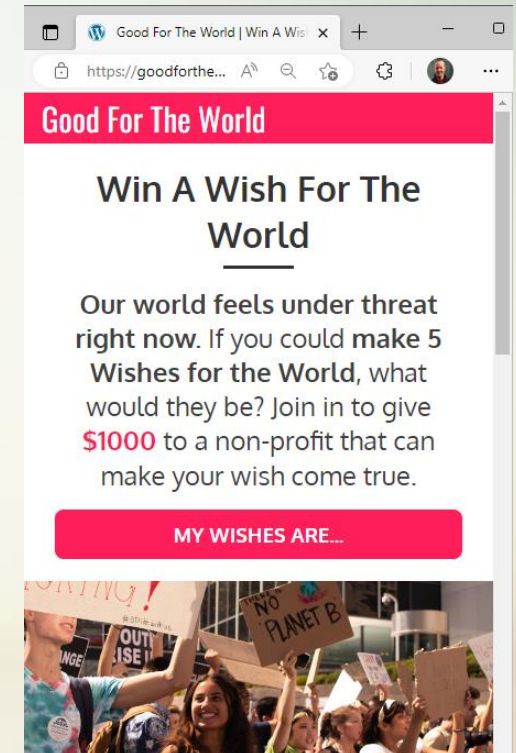 Good For The World | Win A Wis
https://goodforthe...
Good For The World
Win A Wish For The
World
Our world feels under threat
right now. If you could make 5
Wishes for the World, what
would they be? Join in to give
$1000 to a non-profit that can
make your wish come true.
MY WISHES ARE...
THERE IS
NO
PLANET B